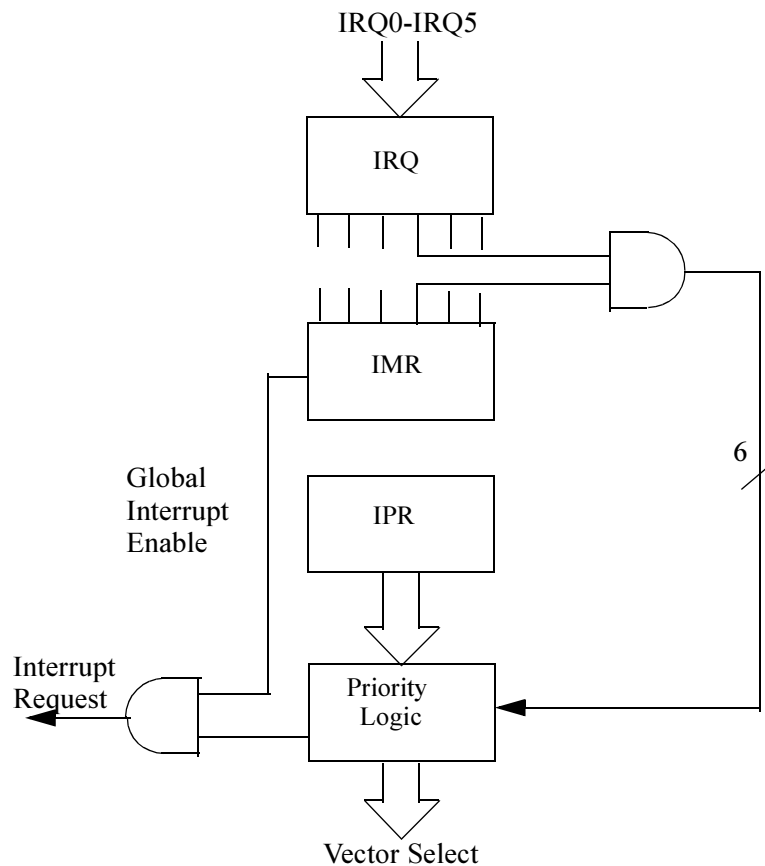 IRQ0-IRQ5
IRQ
IMR
6
Global
Interrupt
Enable
IPR
Interrupt
Request
Priority
Logic
Vector Select